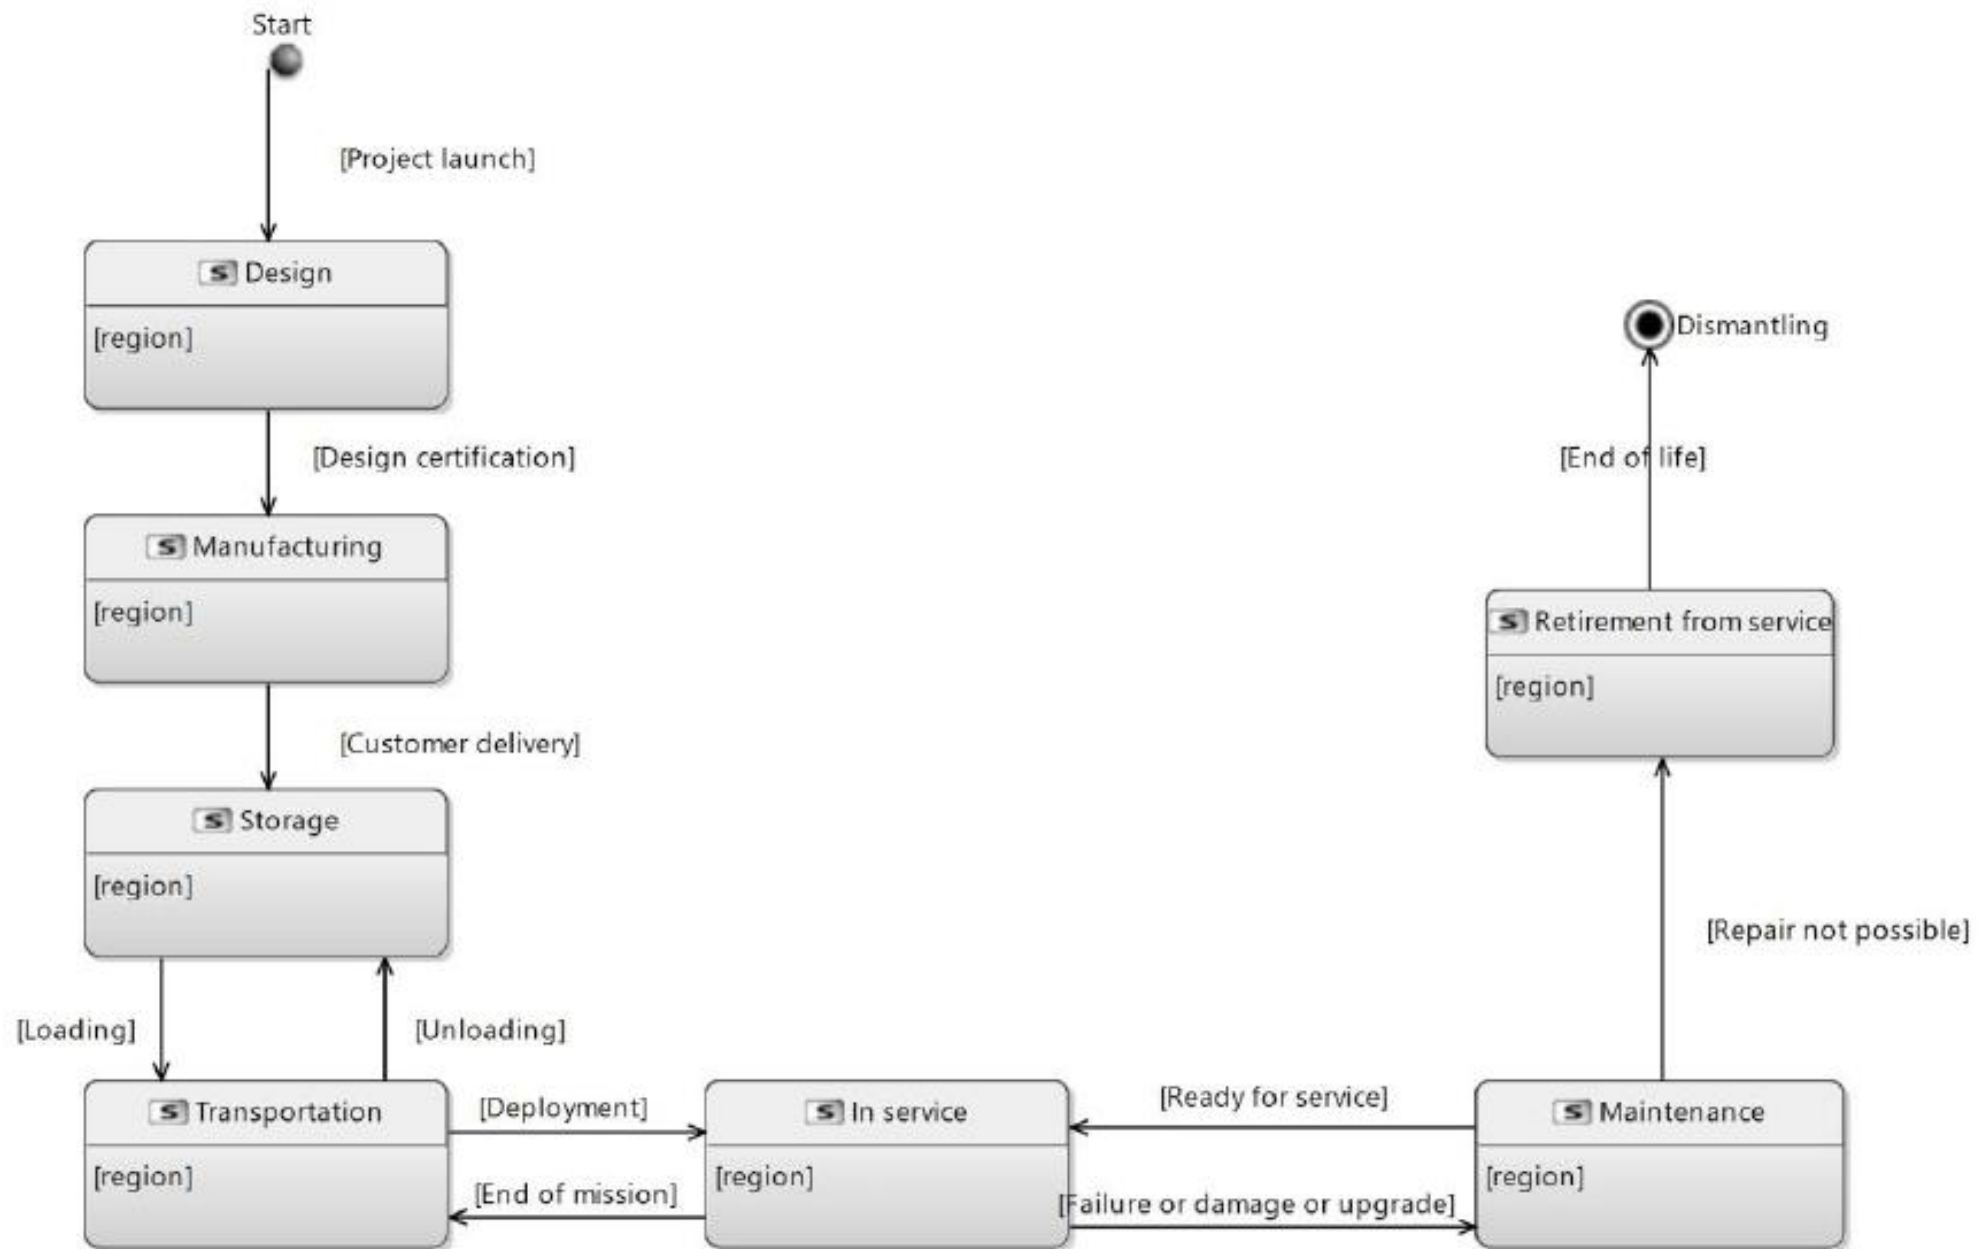 Start
[Project launch]
S Design
[region]
[Design certification]
S Manufacturing
[region]
[Customer delivery]
S Storage
[region]
[Loading]
[Unloading]
S Transportation
[region]
[Deployment]
[End of mission]
S In service
[region]
[Ready for service]
[Failure or damage or upgrade]
S Maintenance
[region]
[Repair not possible]
S Retirement from service
[region]
[End of life]
Dismantling